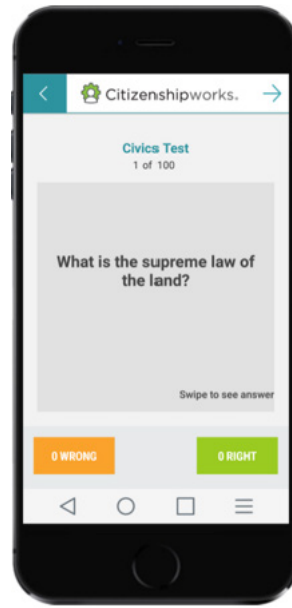 Citizenshipworks.
Civics Test
1 of 100
What is the supreme law of
the land?
Swipe to see answer
0 WRONG
0 RIGHT